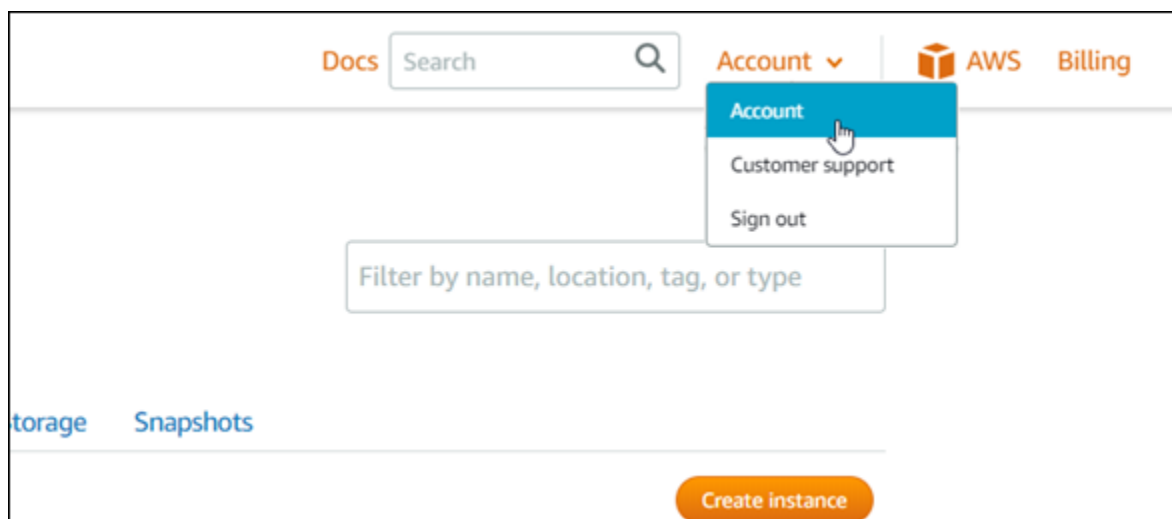 Docs Search Account AWS Billing
Account
Customer support
Sign out
Filter by name, location, tag, or type
torage Snapshots
Create instance